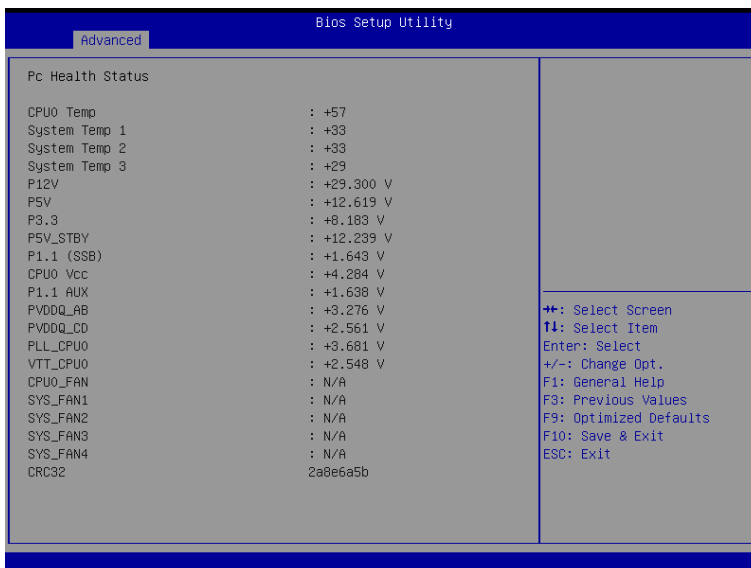 Bios Setup Utility
Advanced
Pc Health Status
CPU0 Temp : +57
System Temp 1 : +33
System Temp 2 : +33
System Temp 3 : +29
P12V : +29.300 V
P5V : +12.619 V
P3.3 : +8.183 V
P5V_STBY : +12.239 V
P1.1 (SSB) : +1.643 V
CPU0 Vcc : +4.284 V
P1.1 AUX : +1.638 V
PVDDQ_AB : +3.276 V
PVDDQ_CD : +2.561 V
PLL_CPU0 : +3.681 V
VTT_CPU0 : +2.548 V
CPU0_FAN : N/A
SYS_FAN1 : N/A
SYS_FAN2 : N/A
SYS_FAN3 : N/A
SYS_FAN4 : N/A
CRC32 2a8e6a5b
→←: Select Screen
↑↓: Select Item
Enter: Select
+/-: Change Opt.
F1: General Help
F3: Previous Values
F9: Optimized Defaults
F10: Save & Exit
ESC: Exit